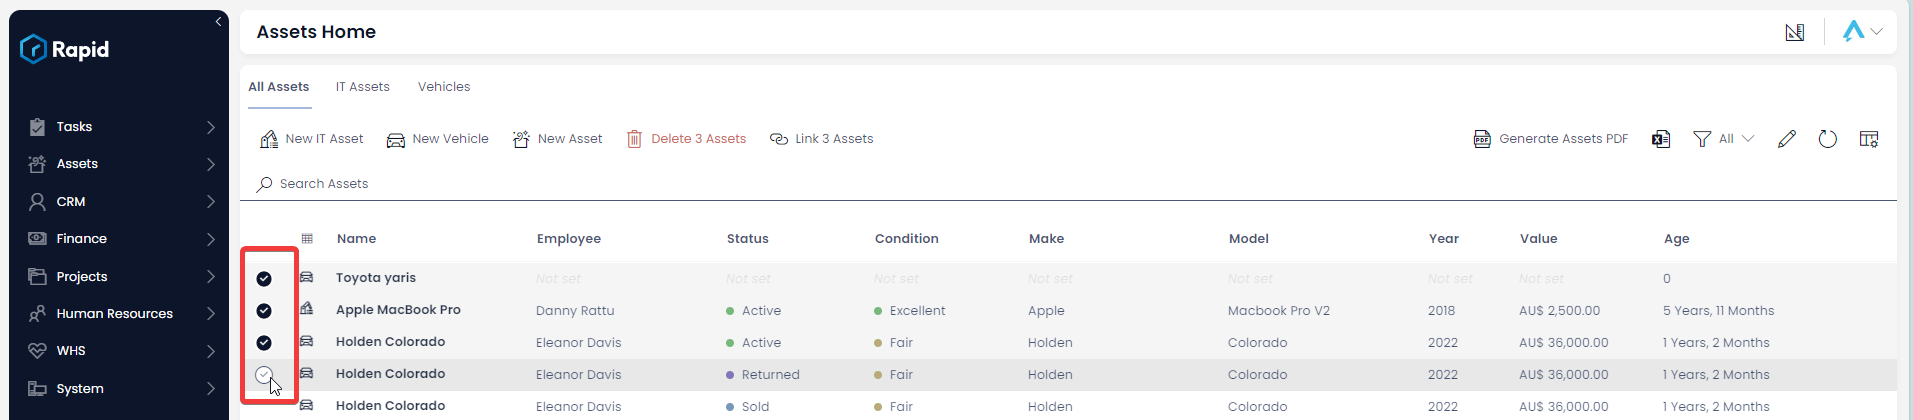 Rapid
Assets Home
Tasks
Assets
CRM
Finance
Projects
Human Resources
WHS
System
All Assets IT Assets Vehicles
New IT Asset New Vehicle New Asset Delete 3 Assets Link 3 Assets PDF Generate Assets PDF All
Search Assets
Name Employee Status Condition Make Model Year Value Age
Toyota yaris Not set Not set Not set Not set Not set Not set Not set 0
Apple MacBook Pro Danny Rattu Active Excellent Apple Macbook Pro V2 2018 AU$ 2,500.00 5 Years, 11 Months
Holden Colorado Eleanor Davis Active Fair Holden Colorado 2022 AU$ 36,000.00 1 Years, 2 Months
Holden Colorado Eleanor Davis Returned Fair Holden Colorado 2022 AU$ 36,000.00 1 Years, 2 Months
Holden Colorado Eleanor Davis Sold Fair Holden Colorado 2022 AU$ 36,000.00 1 Years, 2 Months